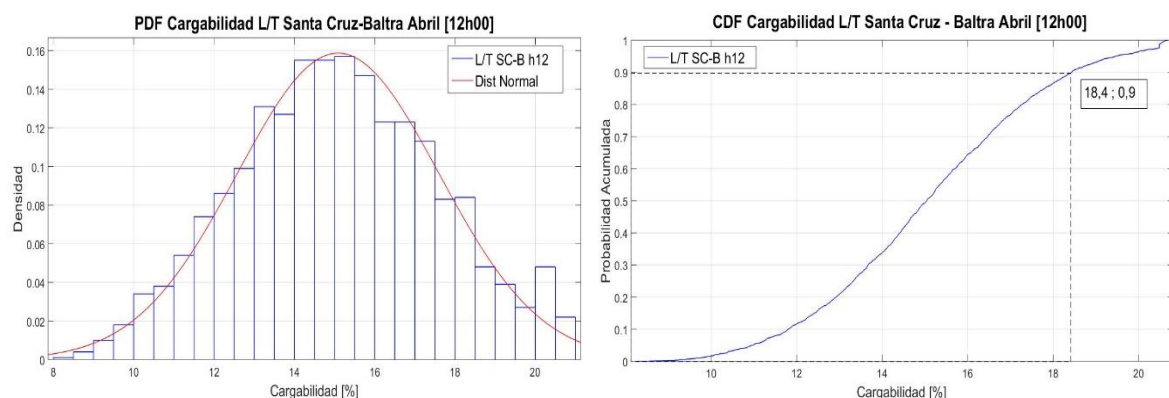 PDF Cargabilidad L/T Santa Cruz-Baltra Abril [12h00]
0.16
0.14
0.12
0.1
0.08
0.06
0.04
0.02
0
Densidad
L/T SC-B h12
Dist Normal
8 10 12 14 16 18 20
Cargabilidad [%]
CDF Cargabilidad L/T Santa Cruz - Baltra Abril [12h00]
1
0.9
0.8
0.7
0.6
0.5
0.4
0.3
0.2
0.1
0
Probabilidad Acumulada
L/T SC-B h12
18,4 ; 0,9
10 12 14 16 18 20
Cargabilidad [%]